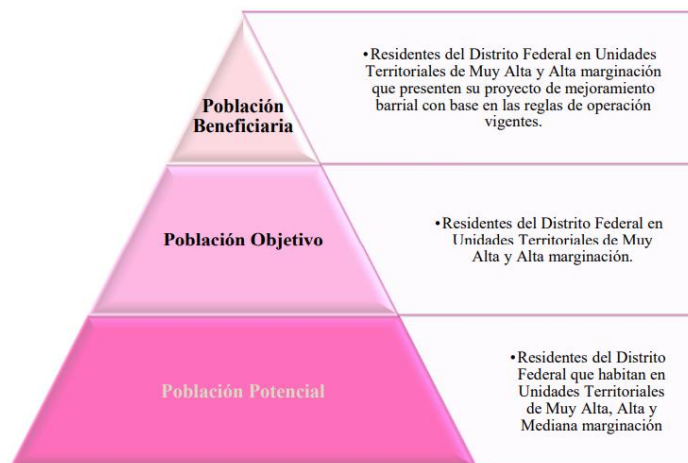 Población
Beneficiaria
•Residentes del Distrito Federal en Unidades
Territoriales de Muy Alta y Alta marginación
que presenten su proyecto de mejoramiento
barrial con base en las reglas de operación
vigentes.
Población Objetivo
•Residentes del Distrito Federal en
Unidades Territoriales de Muy
Alta y Alta marginación.
Población Potencial
•Residentes del Distrito
Federal que habitan en
Unidades Territoriales
de Muy Alta, Alta y
Mediana marginación